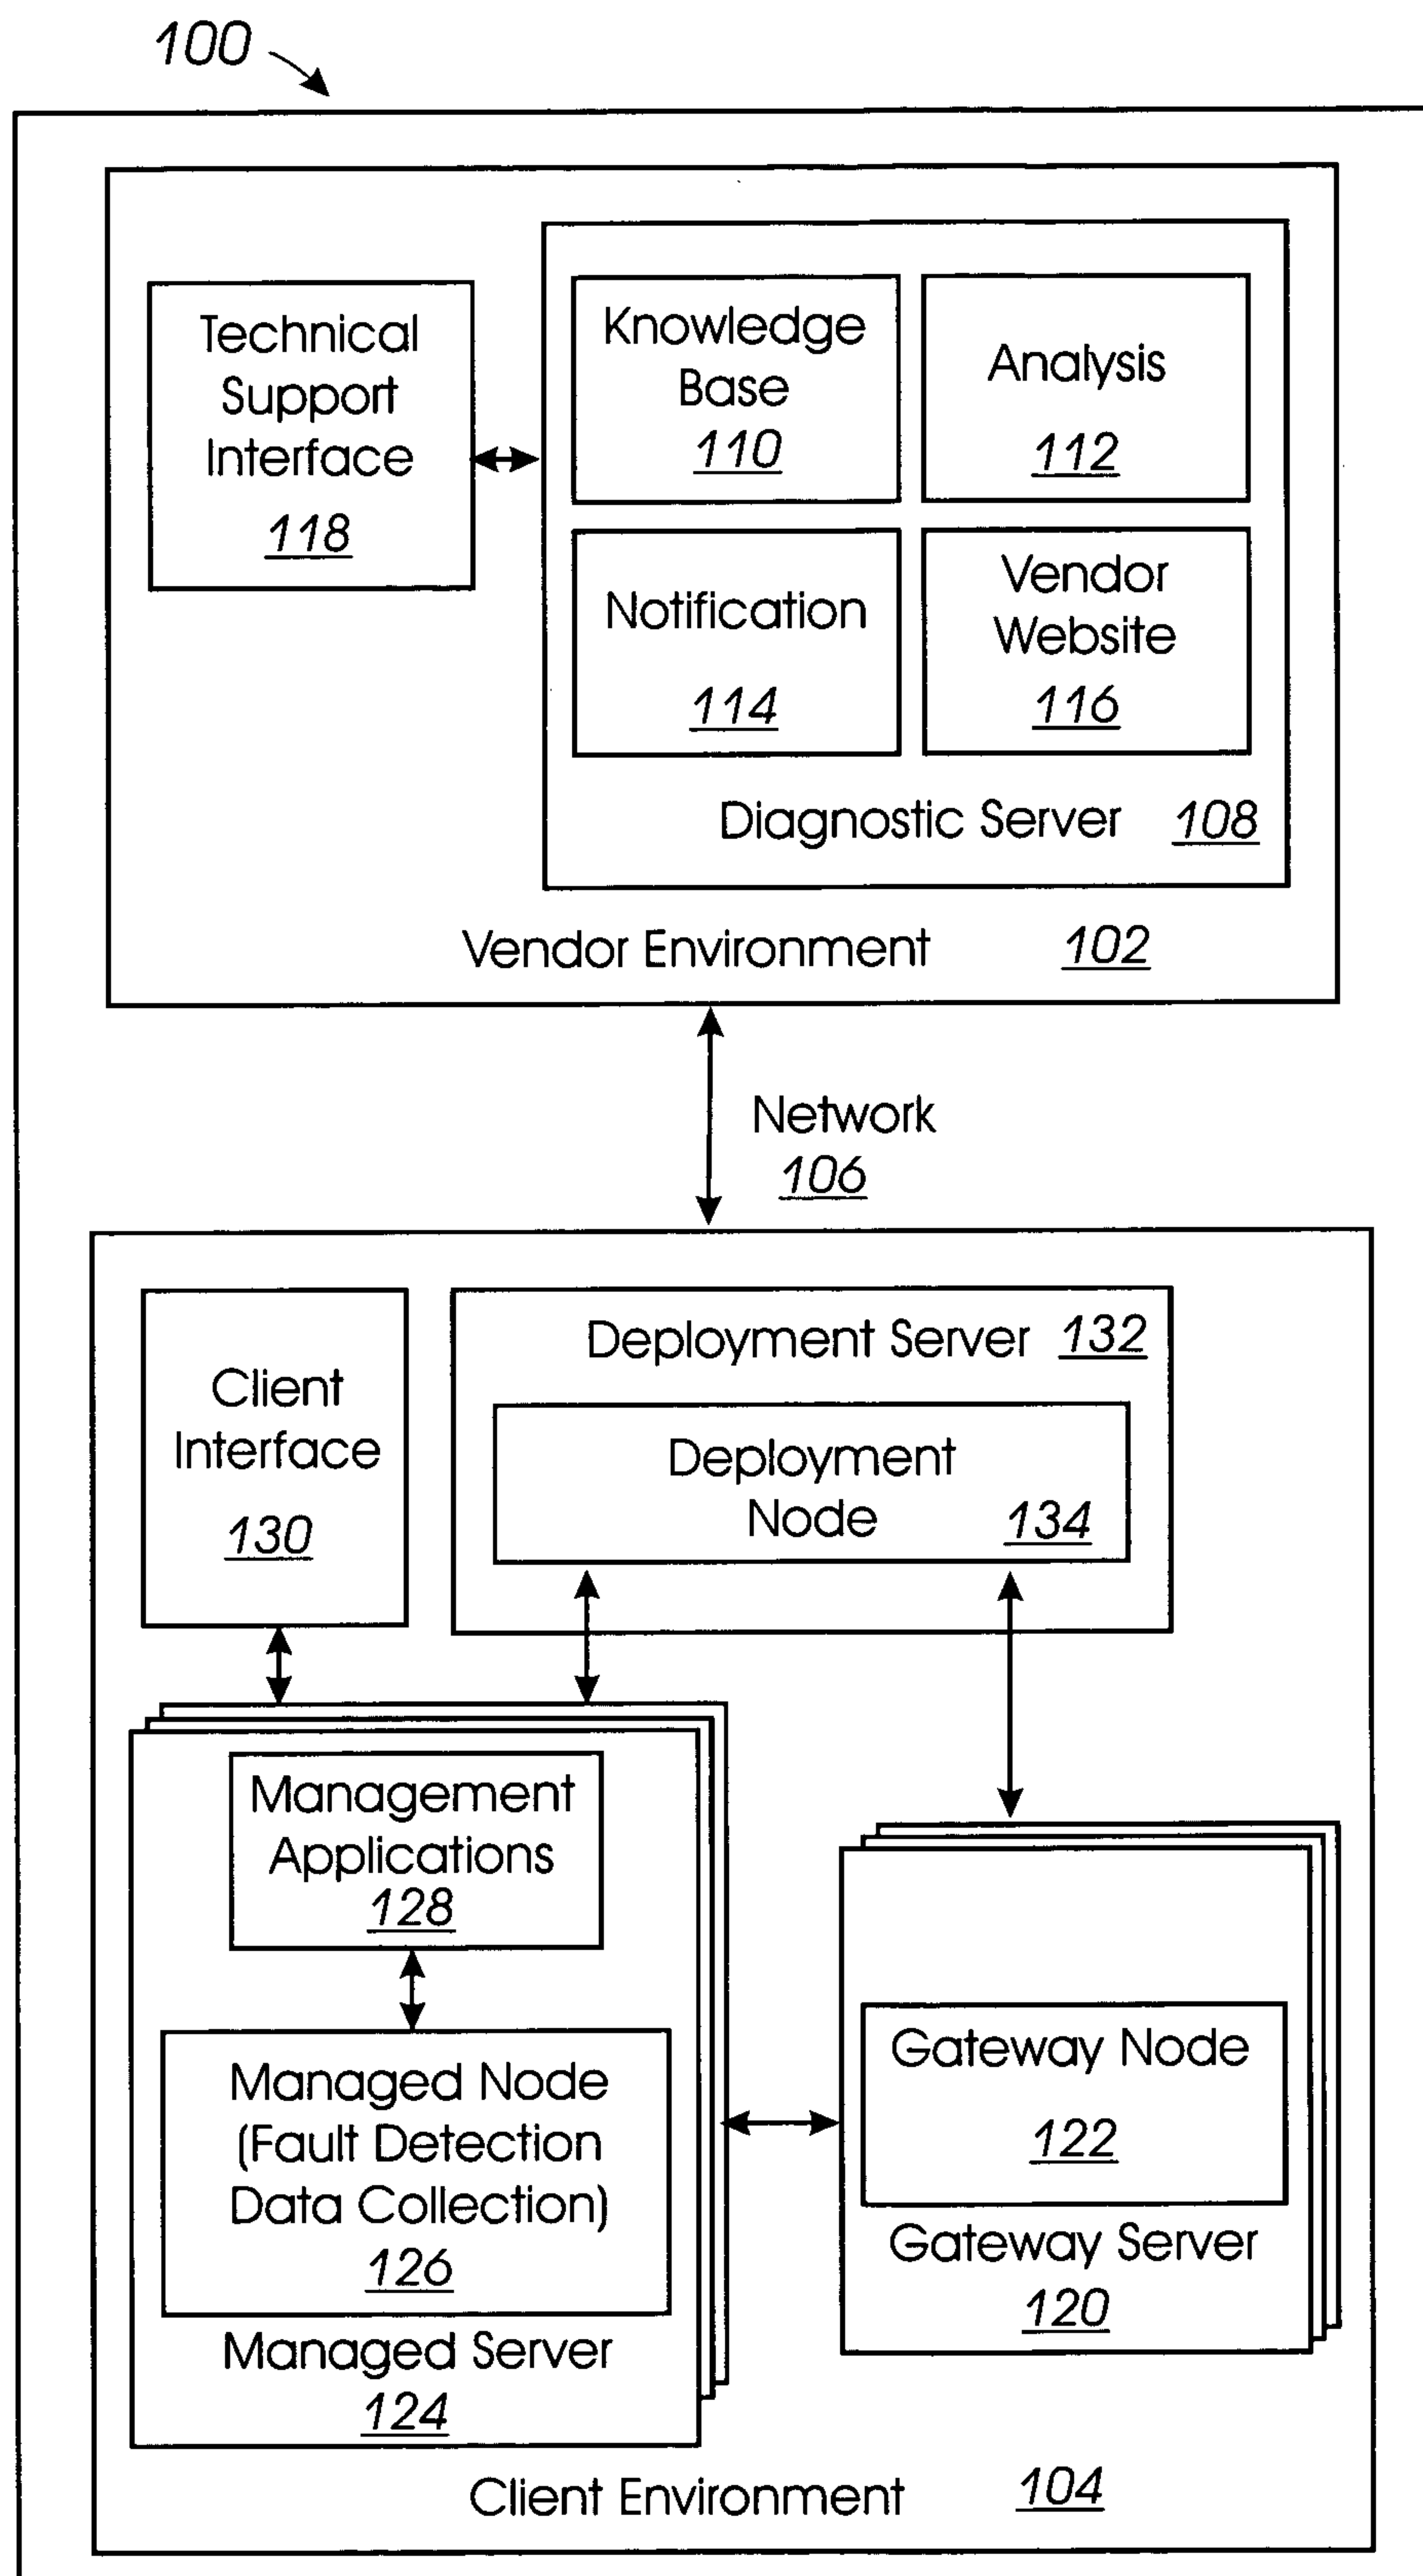 100
Technical
Support
Interface
118
Knowledge
Base
110
Analysis
112
Notification
114
Vendor
Website
116
Diagnostic Server 108
Vendor Environment 102
Network
106
Client
Interface
130
Deployment Server 132
Deployment
Node 134
Management
Applications
128
Managed Node
(Fault Detection
Data Collection)
126
Managed Server
124
Gateway Node
122
Gateway Server
120
Client Environment 104